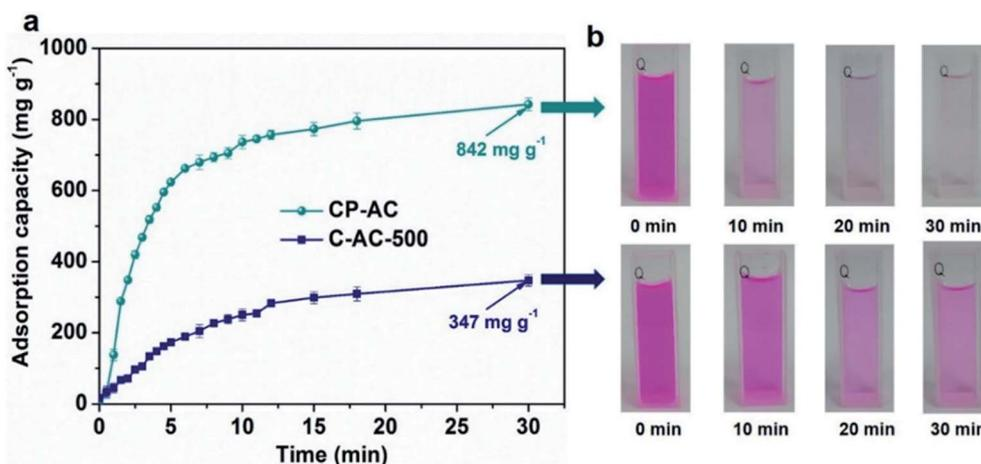 a
1000
800
600
400
200
0
0
5
10
15
20
25
30
Adsorption capacity (mg g⁻¹)
Time (min)
CP-AC
C-AC-500
842 mg g⁻¹
347 mg g⁻¹
b
Q
Q
Q
Q
0 min
10 min
20 min
30 min
Q
Q
Q
Q
0 min
10 min
20 min
30 min